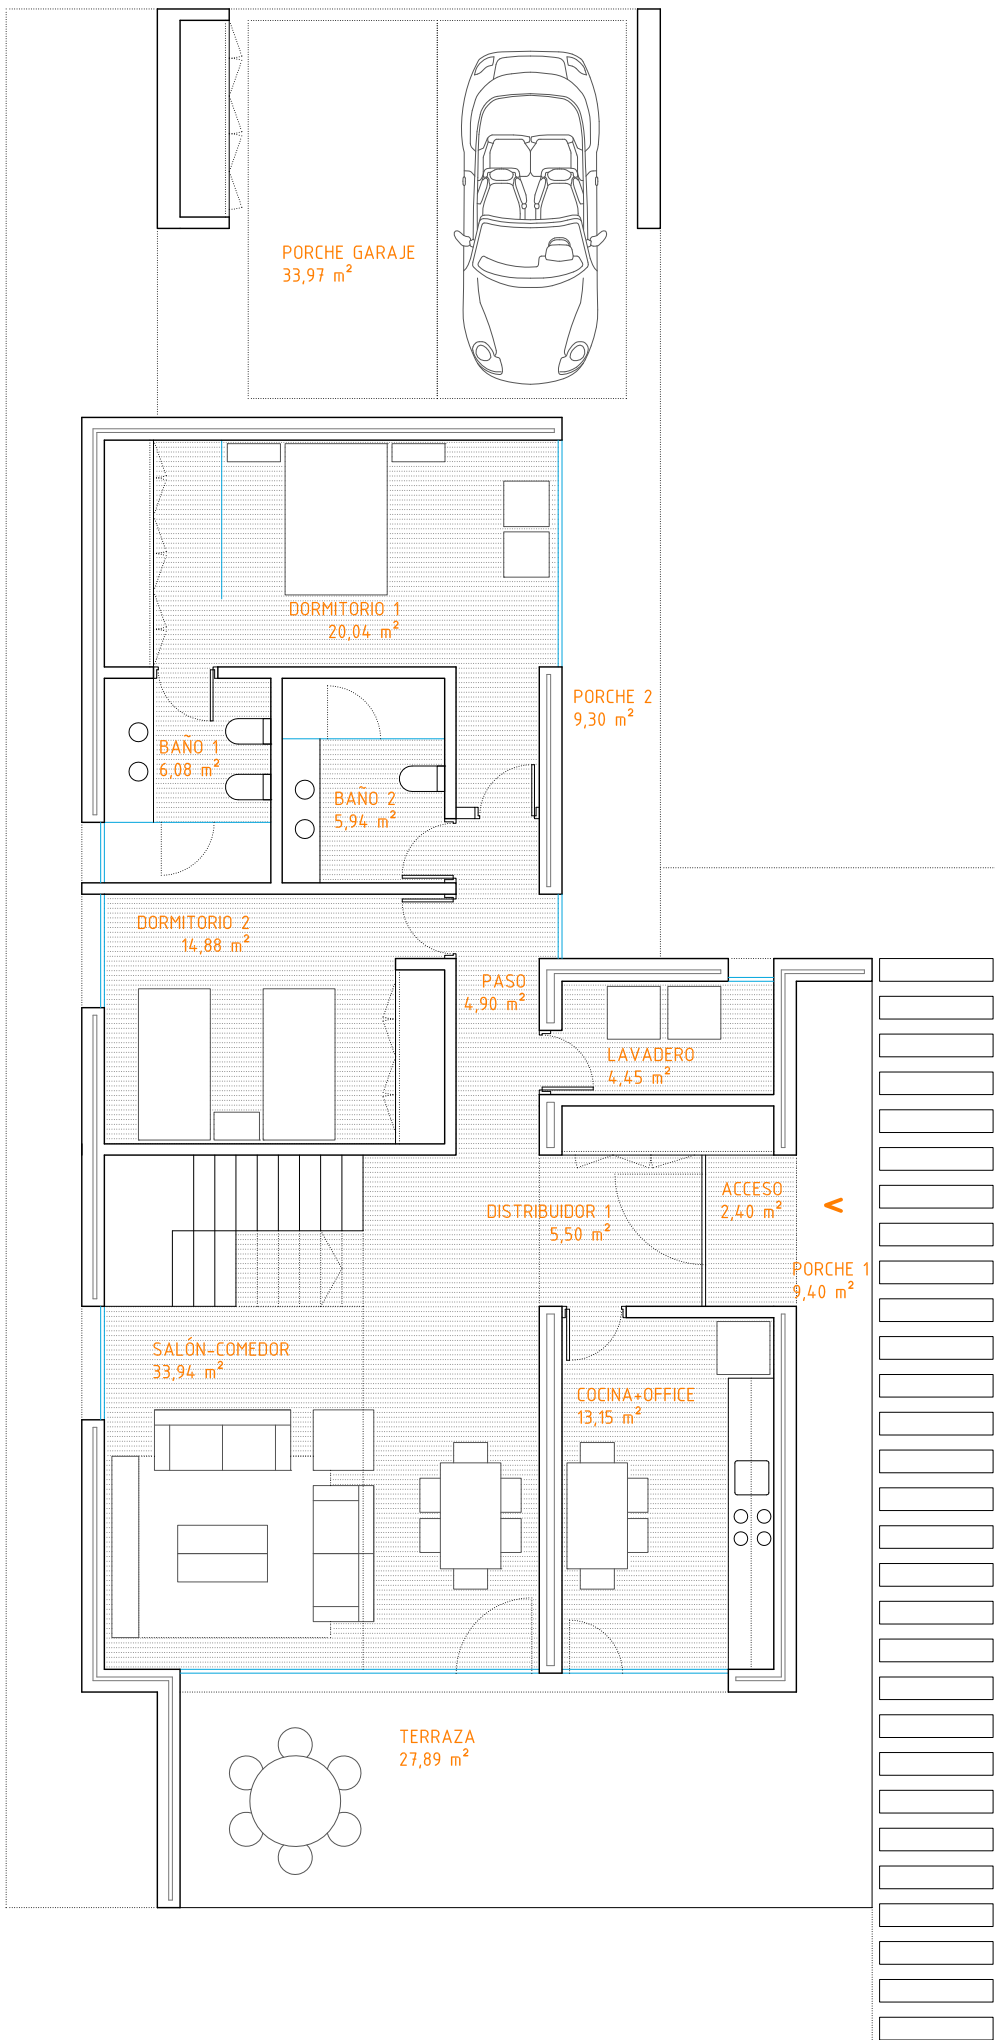 PORCHE GARAJE
33,97 m²
DORMITORIO 1
20,04 m²
PORCHE 2
9,30 m²
BAÑO 1
6,08 m²
BAÑO 2
5,94 m²
DORMITORIO 2
14,88 m²
PASO
4,90 m²
LAVADERO
4,45 m²
ACCESO
2,40 m²
DISTRIBUIDOR 1
5,50 m²
PORCHE 1
9,40 m²
SALÓN-COMEDOR
33,94 m²
COCINA+OFFICE
13,15 m²
TERRAZA
27,89 m²